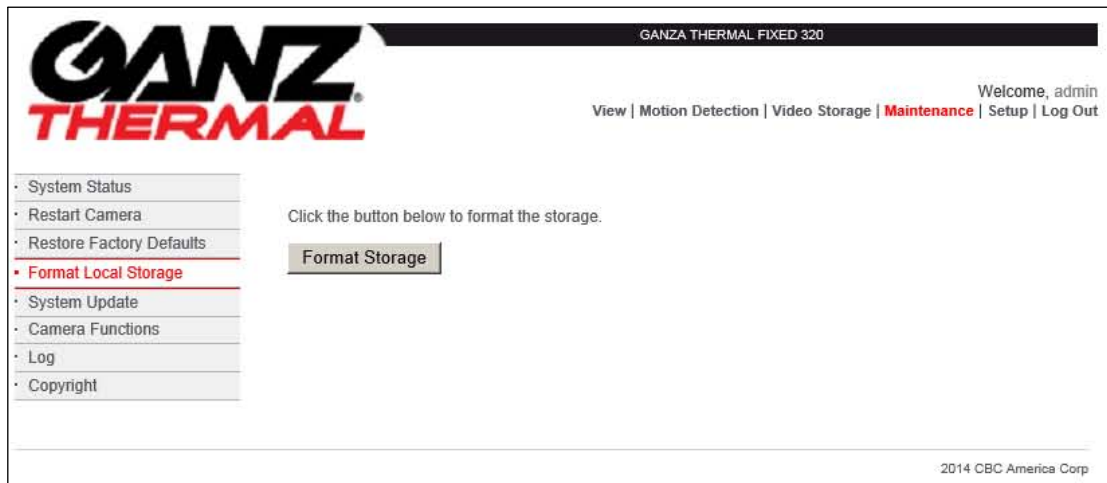 GANZ
THERMAL
GANZA THERMAL FIXED 320
Welcome, admin
View | Motion Detection | Video Storage | Maintenance | Setup | Log Out
· System Status
· Restart Camera
· Restore Factory Defaults
· Format Local Storage
· System Update
· Camera Functions
· Log
· Copyright
Click the button below to format the storage.
Format Storage
2014 CBC America Corp